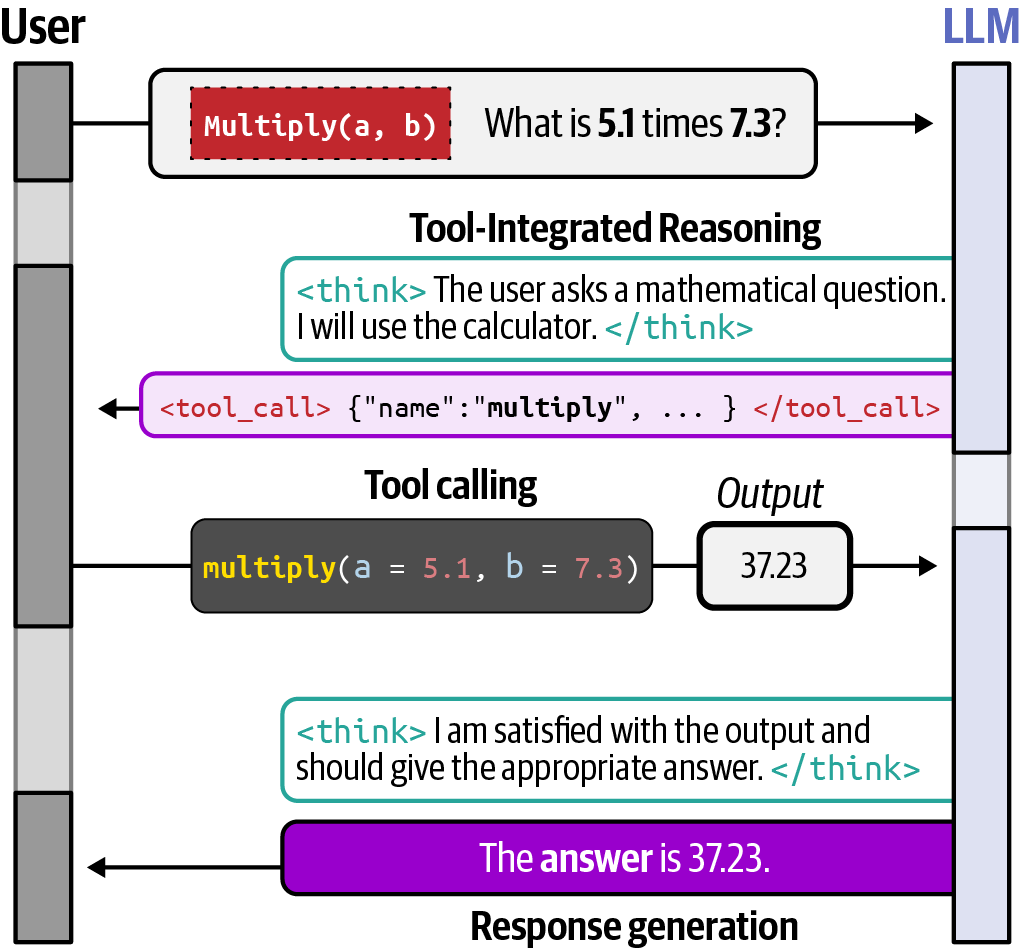 User
LLM
Multiply(a, b) What is 5.1 times 7.3?
Tool-Integrated Reasoning
<think> The user asks a mathematical question.
I will use the calculator. </think>
<tool_call> {"name":"multiply", ... } </tool_call>
Tool calling
Output
multiply(a = 5.1, b = 7.3)
37.23
<think> I am satisfied with the output and
should give the appropriate answer. </think>
The answer is 37.23.
Response generation